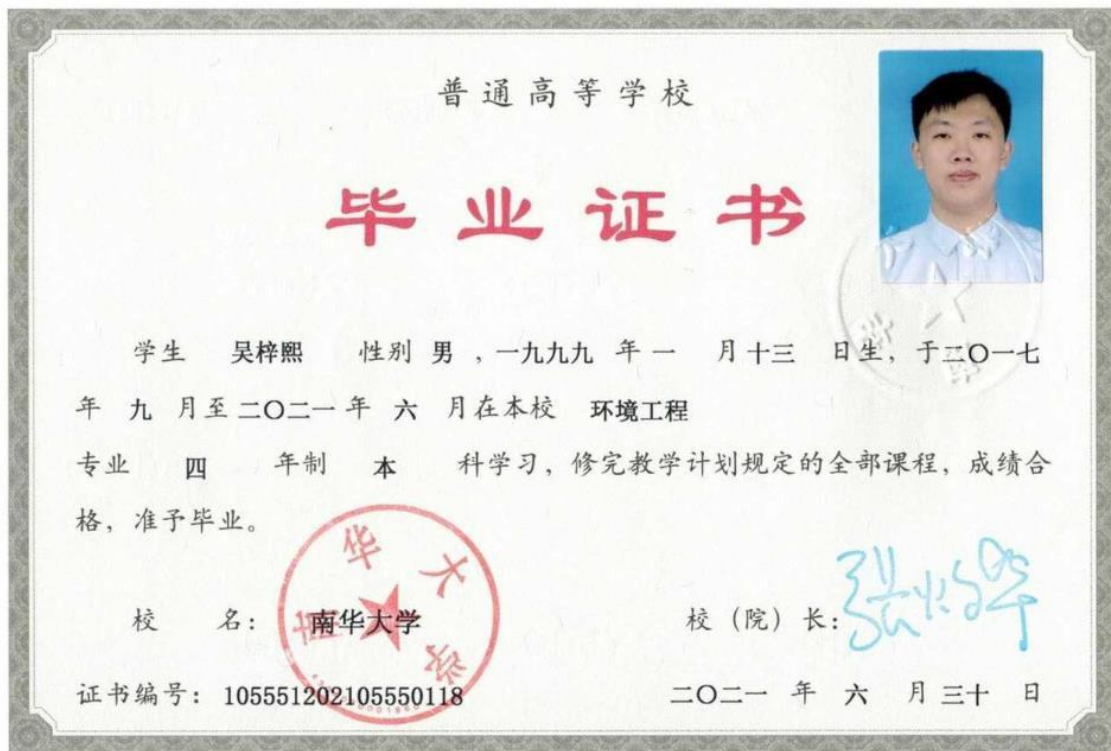 普通高等学校
毕业证书
学生 吴梓熙 性别 男 ，一九九九 年 一 月 十三 日生，于二〇一七
年 九 月至 二〇二一 年 六 月在本校 环境工程
专业 四 年制 本 科学习，修完教学计划规定的全部课程，成绩合
格，准予毕业。
校 名： 南华大学
南华大学
校（院）长：
证书编号：105551202105550118
二〇二一 年 六 月 三十 日